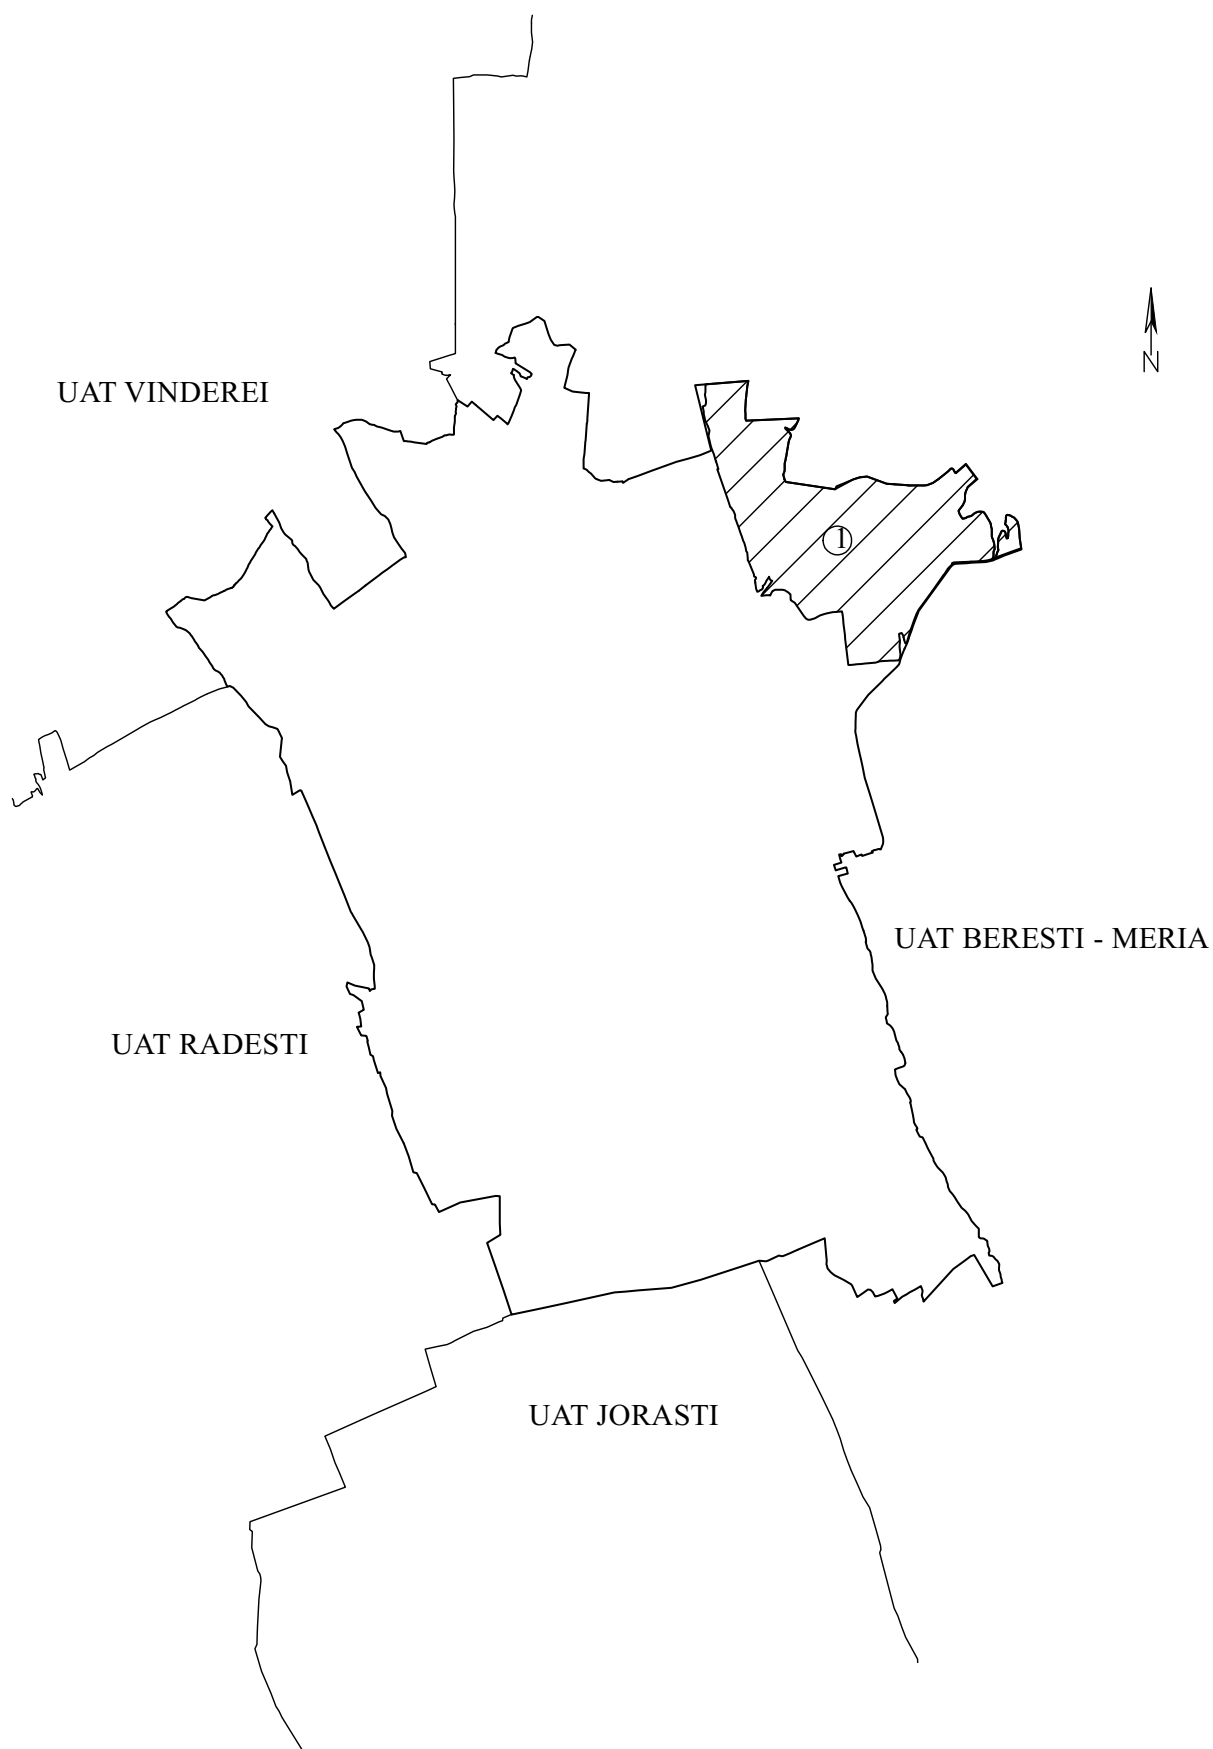 N
UAT VINDEREI
1
UAT BERESTI - MERIA
UAT RADESTI
UAT JORASTI